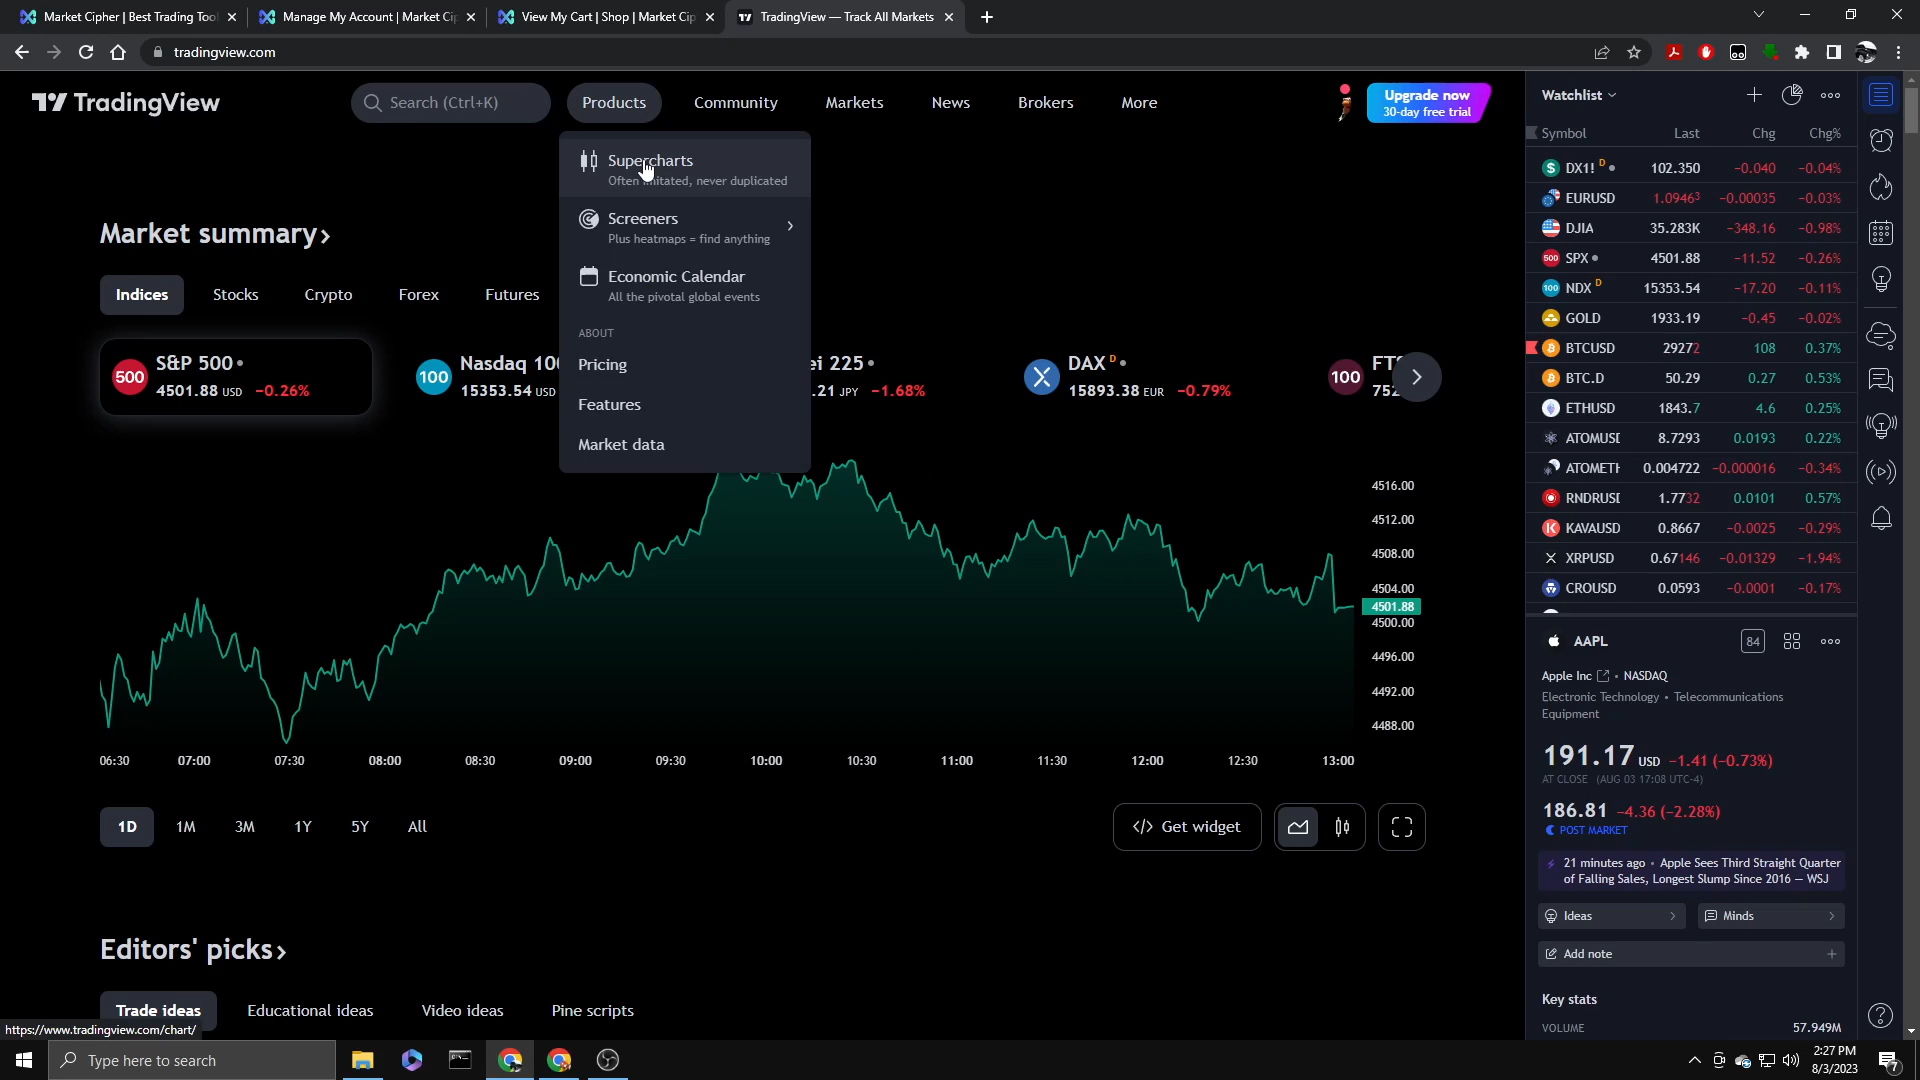 Market Cipher | Best Trading Too
Manage My Account | Market Cip
View My Cart | Shop | Market Cip
TradingView — Track All Markets
tradingview.com
TradingView
Search (Ctrl+K)
Products
Community
Markets
News
Brokers
More
Upgrade now
30-day free trial
Supercharts
Often imitated, never duplicated
Screeners
Plus heatmaps = find anything
Economic Calendar
All the pivotal global events
ABOUT
Pricing
Features
Market data
Market summary
Indices
Stocks
Crypto
Forex
Futures
500
S&P 500
4501.88 USD -0.26%
100
Nasdaq 100
15353.54 USD
ei 225
.21 JPY -1.68%
DAX D
15893.38 EUR -0.79%
100
FTS
752
4516.00
4512.00
4508.00
4504.00
4501.88
4500.00
4496.00
4492.00
4488.00
06:30 07:00 07:30 08:00 08:30 09:00 09:30 10:00 10:30 11:00 11:30 12:00 12:30 13:00
1D 1M 3M 1Y 5Y All
Get widget
Editors' picks
Trade ideas
Educational ideas
Video ideas
Pine scripts
https://www.tradingview.com/chart/
Watchlist
Symbol Last Chg Chg%
DX1! D 102.350 -0.040 -0.04%
EURUSD 1.09463 -0.00035 -0.03%
DJIA 35.283K -348.16 -0.98%
500 SPX 4501.88 -11.52 -0.26%
100 NDX D 15353.54 -17.20 -0.11%
GOLD 1933.19 -0.45 -0.02%
BTCUSD 29272 108 0.37%
BTC.D 50.29 0.27 0.53%
ETHUSD 1843.7 4.6 0.25%
ATOMUSD 8.7293 0.0193 0.22%
ATOMETH 0.004722 -0.000016 -0.34%
RNDRUSD 1.7732 0.0101 0.57%
KAVAUSD 0.8667 -0.0025 -0.29%
XRPUSD 0.67146 -0.01329 -1.94%
CROUSD 0.0593 -0.0001 -0.17%
AAPL
84
Apple Inc • NASDAQ
Electronic Technology • Telecommunications
Equipment
191.17 USD -1.41 (-0.73%)
AT CLOSE (AUG 03 17:08 UTC-4)
186.81 -4.36 (-2.28%)
POST MARKET
21 minutes ago • Apple Sees Third Straight Quarter
of Falling Sales, Longest Slump Since 2016 — WSJ
Ideas
Minds
Add note
Key stats
VOLUME 57.949M
Type here to search
2:27 PM
8/3/2023
7